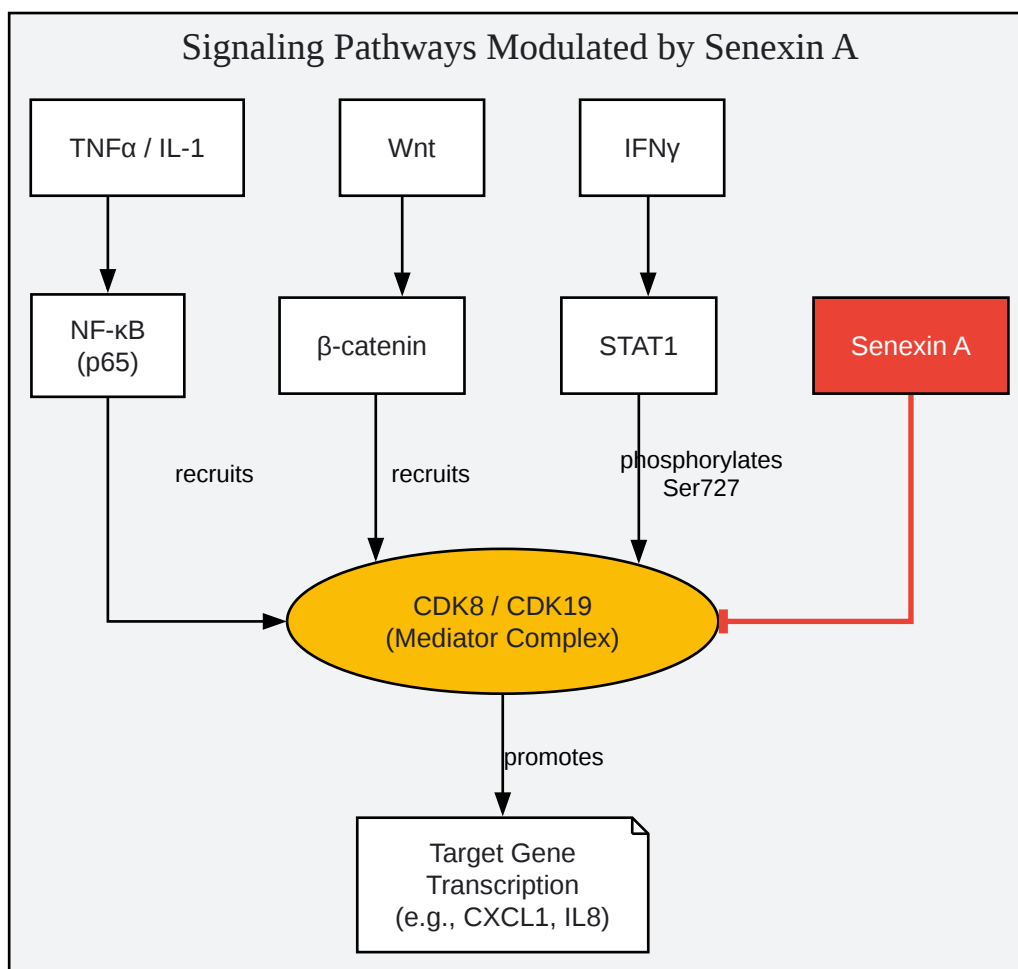 Signaling Pathways Modulated by Senexin A
TNFα / IL-1
Wnt
IFNγ
NF-κB
(p65)
β-catenin
STAT1
Senexin A
recruits
recruits
phosphorylates
Ser727
CDK8 / CDK19
(Mediator Complex)
promotes
Target Gene
Transcription
(e.g., CXCL1, IL8)